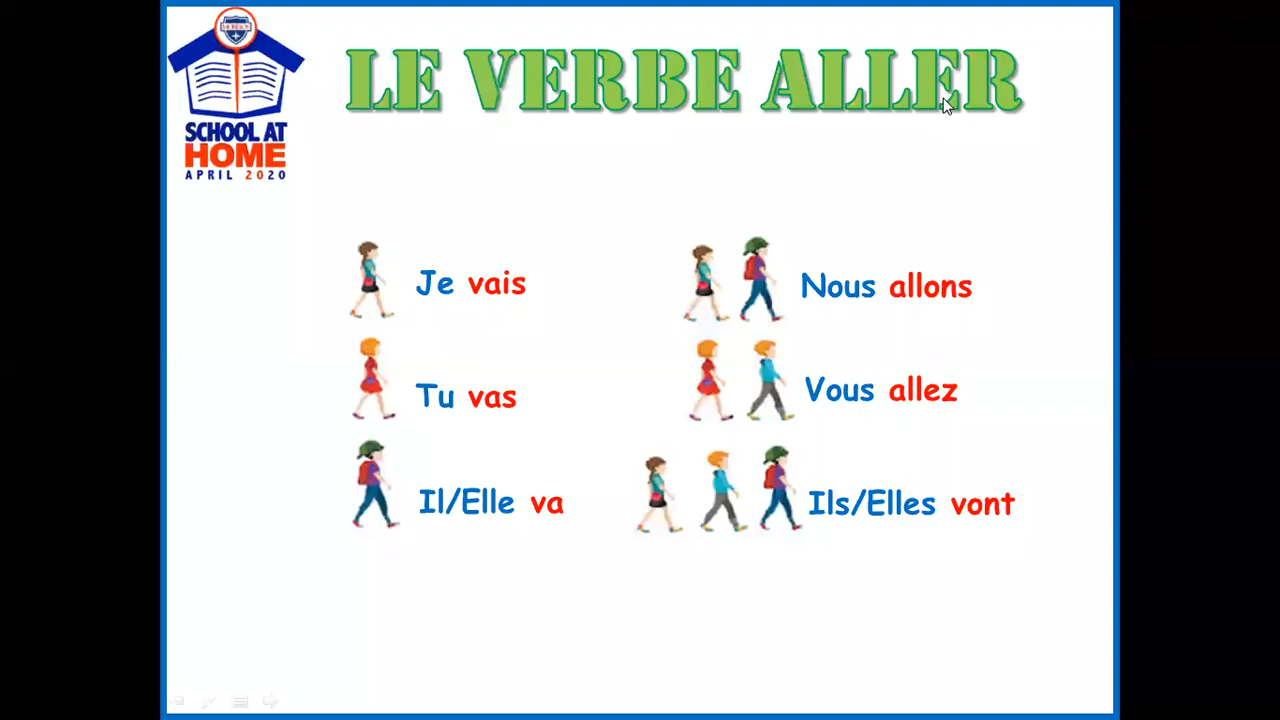 SCHOOL AT
HOME
APRIL 2020
LE VERBE ALLER
Je vais
Tu vas
Il/Elle va
Nous allons
Vous allez
Ils/Elles vont